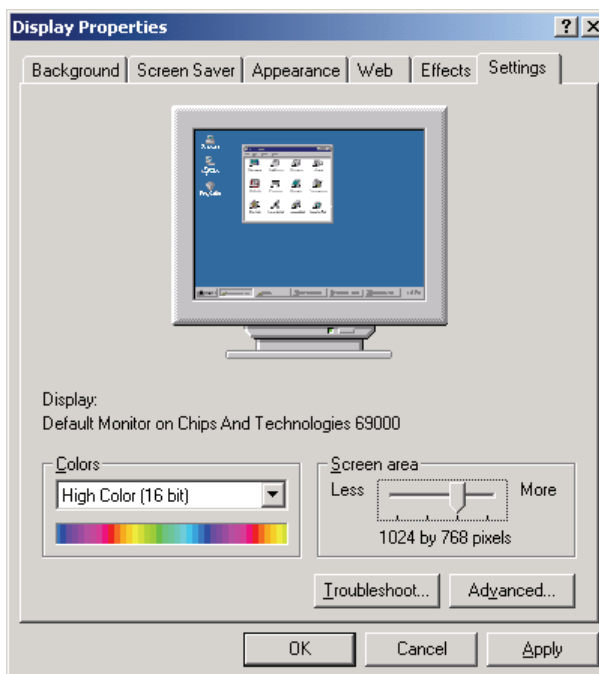 Display Properties
Background Screen Saver Appearance Web Effects Settings
Display:
Default Monitor on Chips And Technologies 69000
Colors
High Color (16 bit)
Screen area
Less More
1024 by 768 pixels
Troubleshoot... Advanced...
OK Cancel Apply